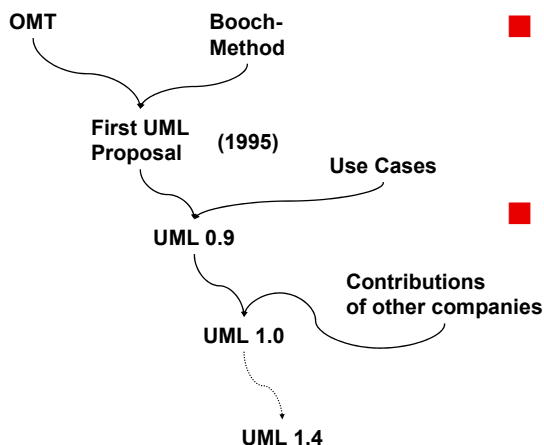 OMT
Booch-
Method
First UML
Proposal
(1995)
Use Cases
UML 0.9
Contributions
of other companies
UML 1.0
UML 1.4